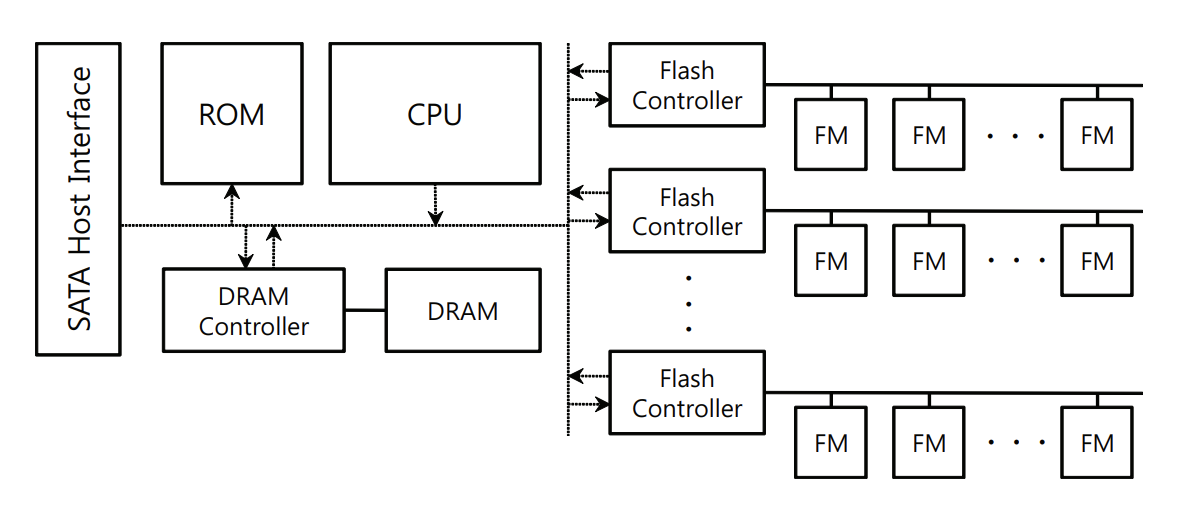 SATA Host Interface
ROM
CPU
DRAM
Controller
DRAM
Flash
Controller
FM
FM
. . .
FM
Flash
Controller
FM
FM
. . .
FM
.
.
.
Flash
Controller
FM
FM
. . .
FM